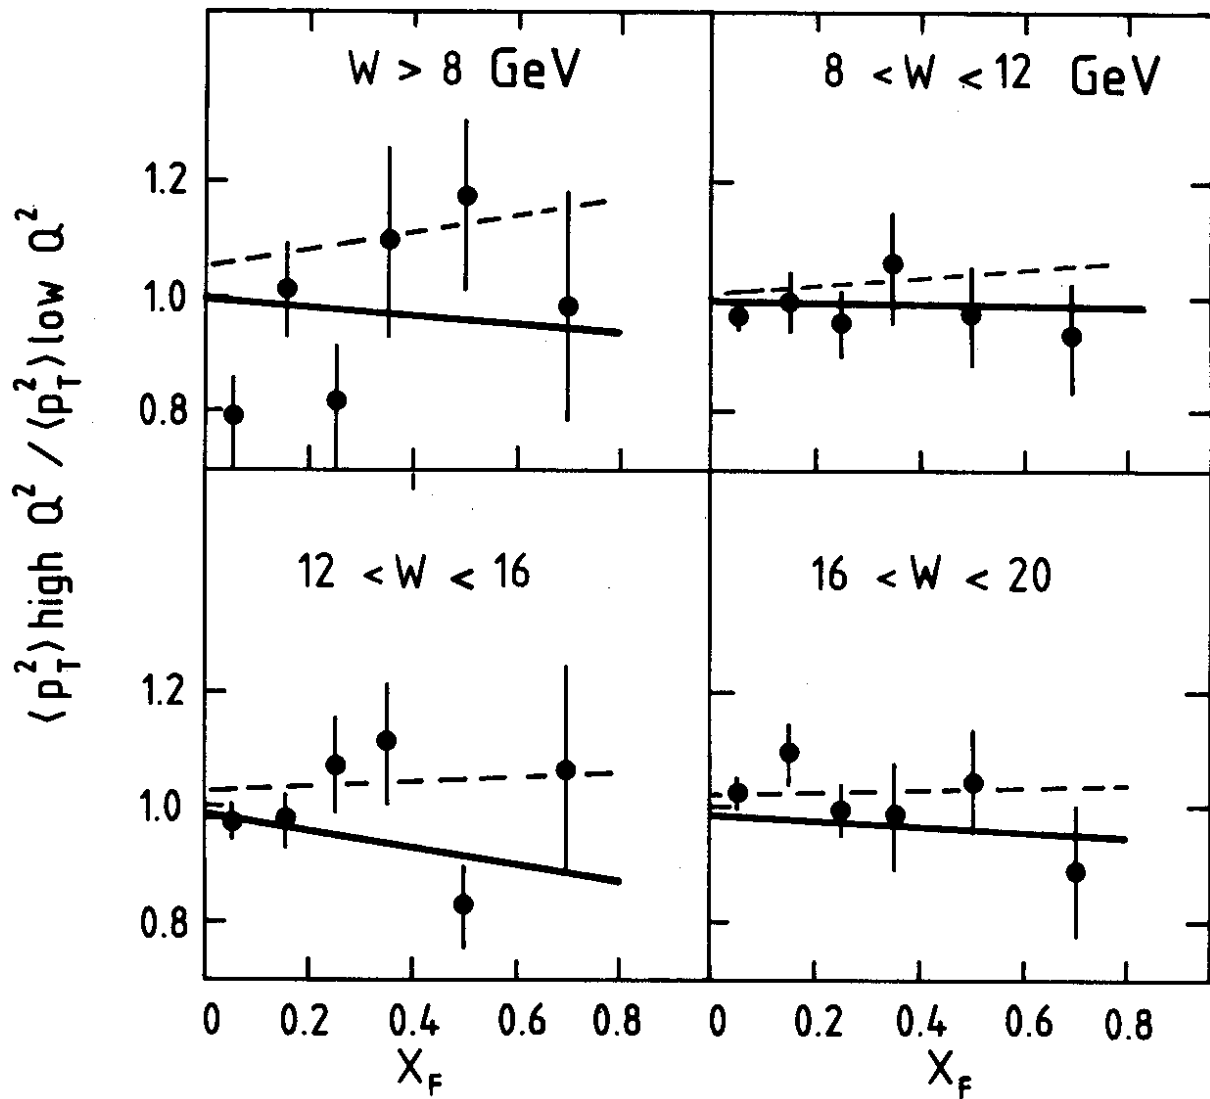 ⟨p_T^2⟩high Q^2 / ⟨p_T^2⟩low Q^2
W > 8 GeV
8 < W < 12 GeV
1.2
1.0
0.8
12 < W < 16
16 < W < 20
1.2
1.0
0.8
0 0.2 0.4 0.6 0.8
0 0.2 0.4 0.6 0.8
X_F
X_F